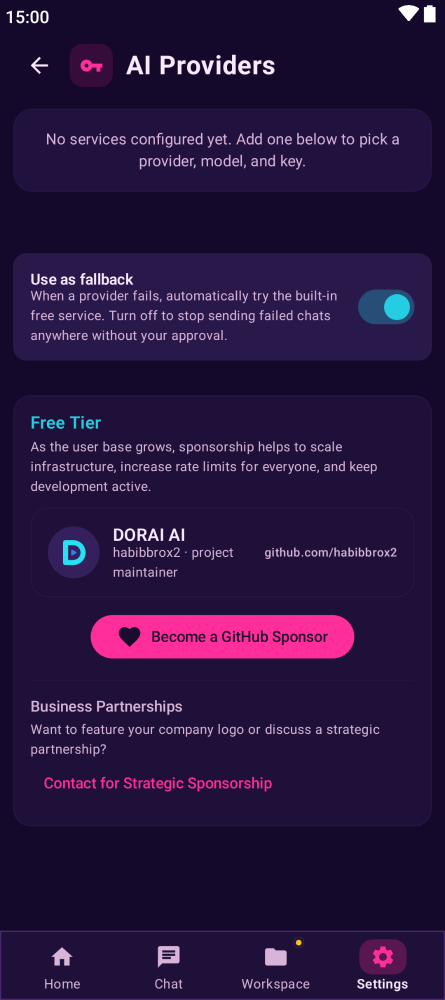 15:00
AI Providers
No services configured yet. Add one below to pick a
provider, model, and key.
Use as fallback
When a provider fails, automatically try the built-in
free service. Turn off to stop sending failed chats
anywhere without your approval.
Free Tier
As the user base grows, sponsorship helps to scale
infrastructure, increase rate limits for everyone, and keep
development active.
DORAI AI
habibbrox2 · project
maintainer
github.com/habibbrox2
Become a GitHub Sponsor
Business Partnerships
Want to feature your company logo or discuss a strategic
partnership?
Contact for Strategic Sponsorship
Home
Chat
Workspace
Settings